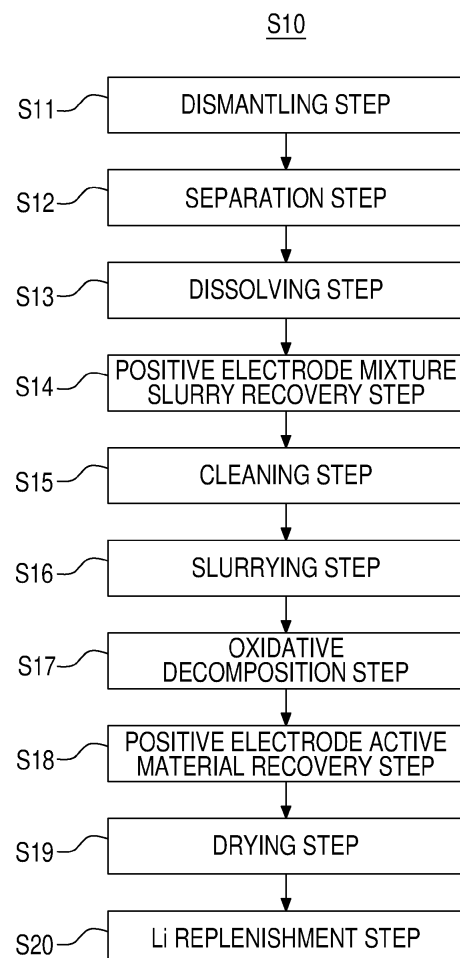 S10
S11
DISMANTLING STEP
S12
SEPARATION STEP
S13
DISSOLVING STEP
S14
POSITIVE ELECTRODE MIXTURE
SLURRY RECOVERY STEP
S15
CLEANING STEP
S16
SLURRYING STEP
S17
OXIDATIVE
DECOMPOSITION STEP
S18
POSITIVE ELECTRODE ACTIVE
MATERIAL RECOVERY STEP
S19
DRYING STEP
S20
Li REPLENISHMENT STEP